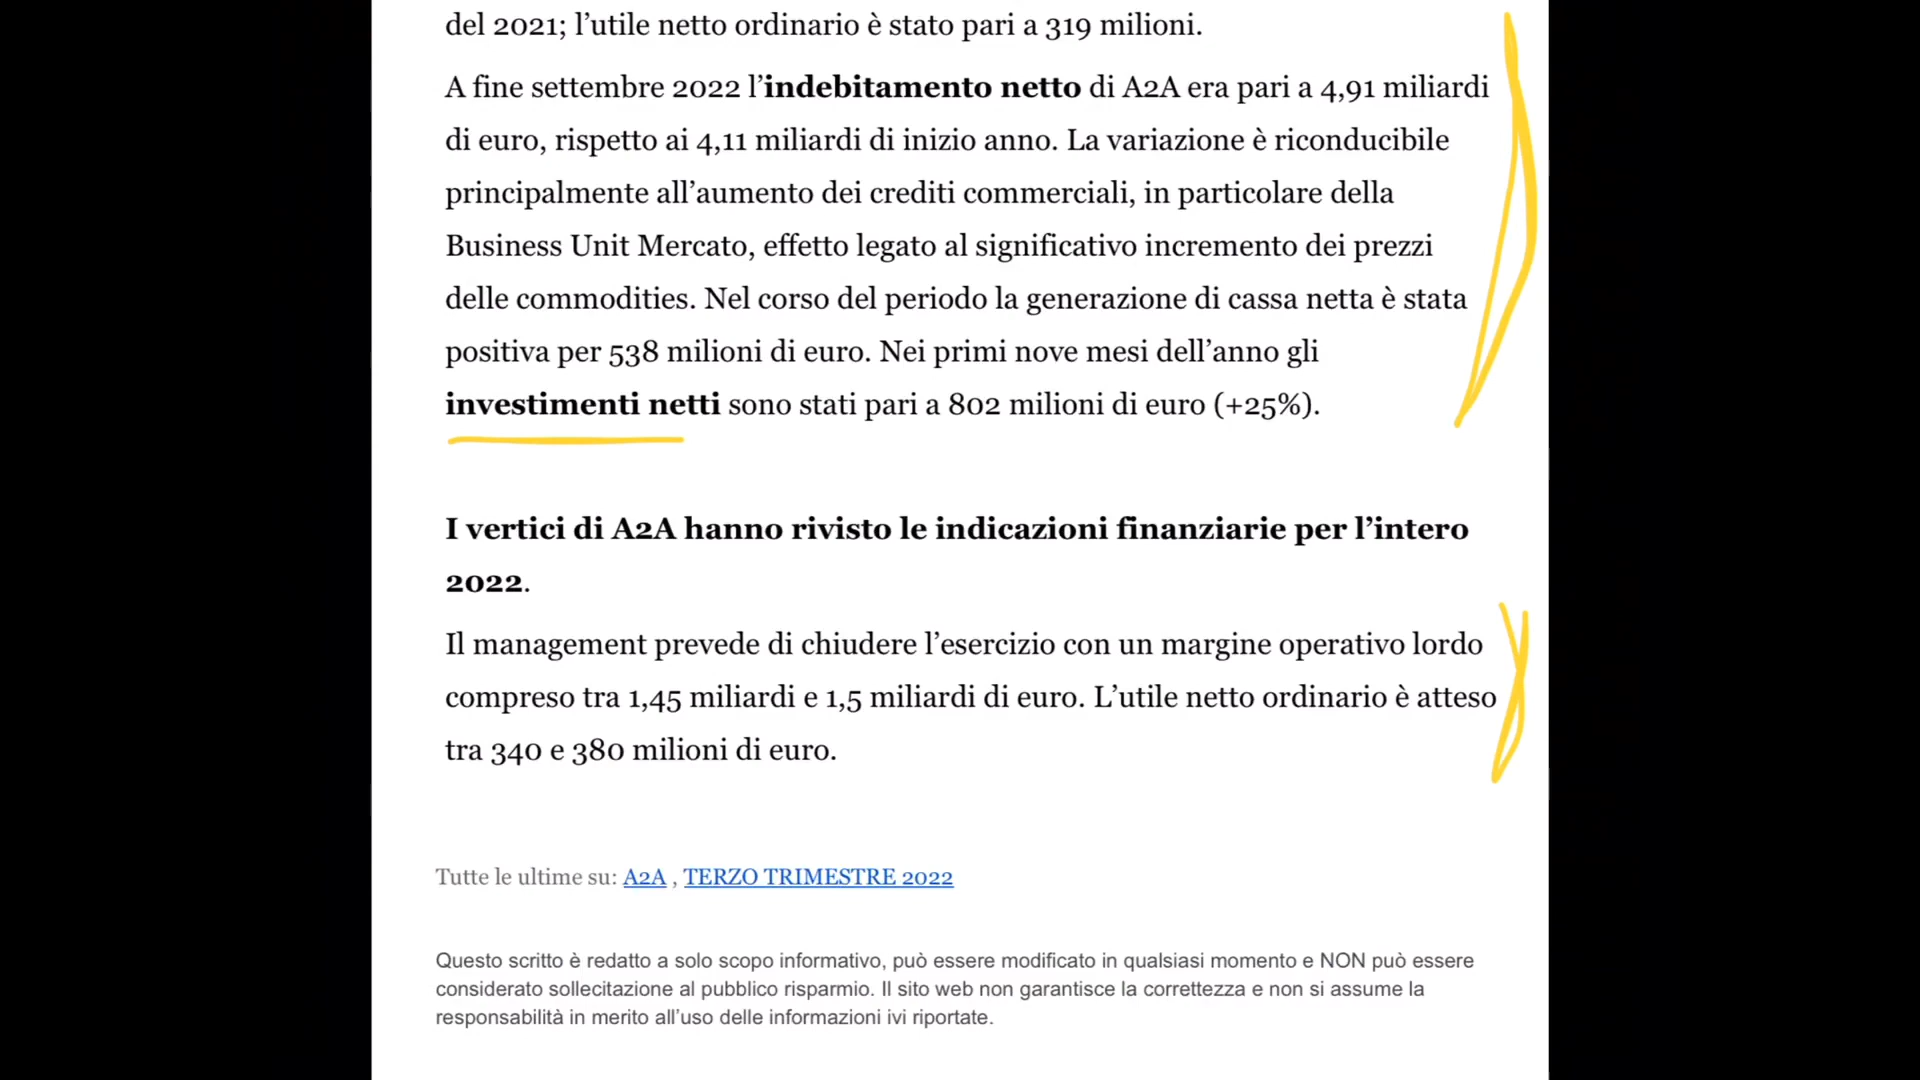 del 2021; l’utile netto ordinario è stato pari a 319 milioni.
A fine settembre 2022 l’indebitamento netto di A2A era pari a 4,91 miliardi
di euro, rispetto ai 4,11 miliardi di inizio anno. La variazione è riconducibile
principalmente all’aumento dei crediti commerciali, in particolare della
Business Unit Mercato, effetto legato al significativo incremento dei prezzi
delle commodities. Nel corso del periodo la generazione di cassa netta è stata
positiva per 538 milioni di euro. Nei primi nove mesi dell’anno gli
investimenti netti sono stati pari a 802 milioni di euro (+25%).
I vertici di A2A hanno rivisto le indicazioni finanziarie per l’intero
2022.
Il management prevede di chiudere l’esercizio con un margine operativo lordo
compreso tra 1,45 miliardi e 1,5 miliardi di euro. L’utile netto ordinario è atteso
tra 340 e 380 milioni di euro.
Tutte le ultime su: A2A , TERZO TRIMESTRE 2022
Questo scritto è redatto a solo scopo informativo, può essere modificato in qualsiasi momento e NON può essere
considerato sollecitazione al pubblico risparmio. Il sito web non garantisce la correttezza e non si assume la
responsabilità in merito all’uso delle informazioni ivi riportate.